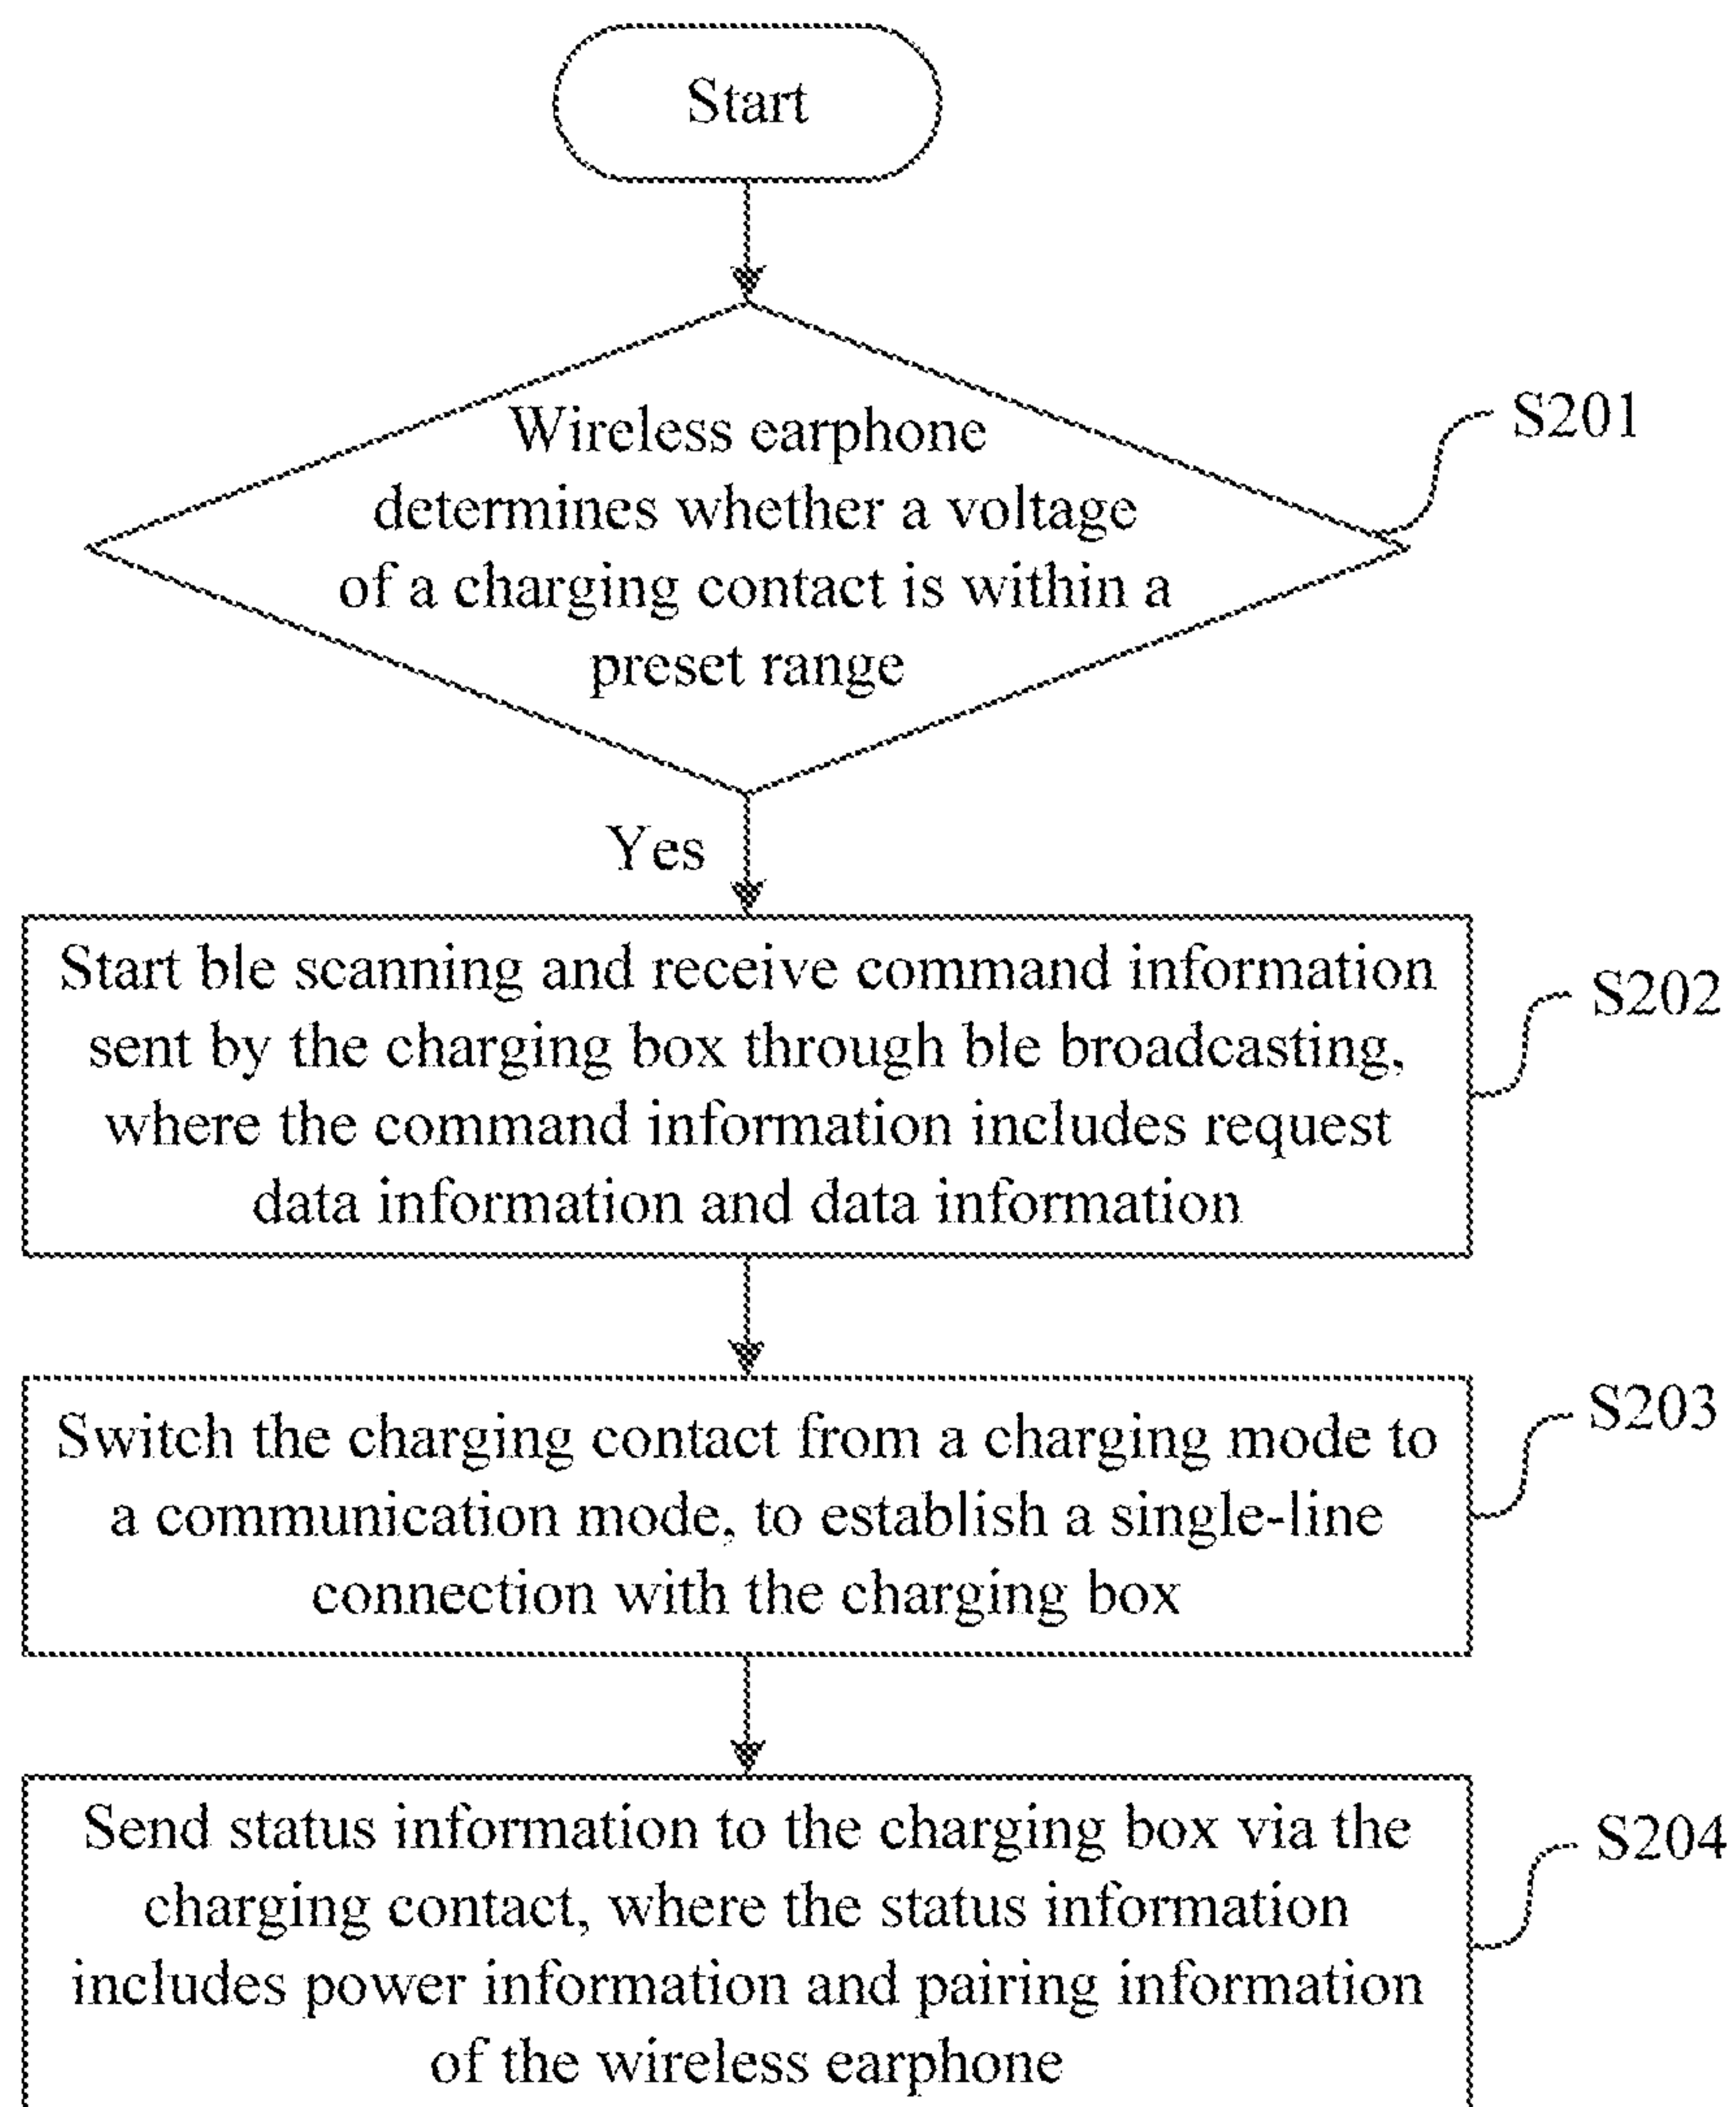 Start
Wireless earphone
determines whether a voltage
of a charging contact is within a
preset range
S201
Yes
Start ble scanning and receive command information
sent by the charging box through ble broadcasting,
where the command information includes request
data information and data information
S202
Switch the charging contact from a charging mode to
a communication mode, to establish a single-line
connection with the charging box
S203
Send status information to the charging box via the
charging contact, where the status information
includes power information and pairing information
of the wireless earphone
S204